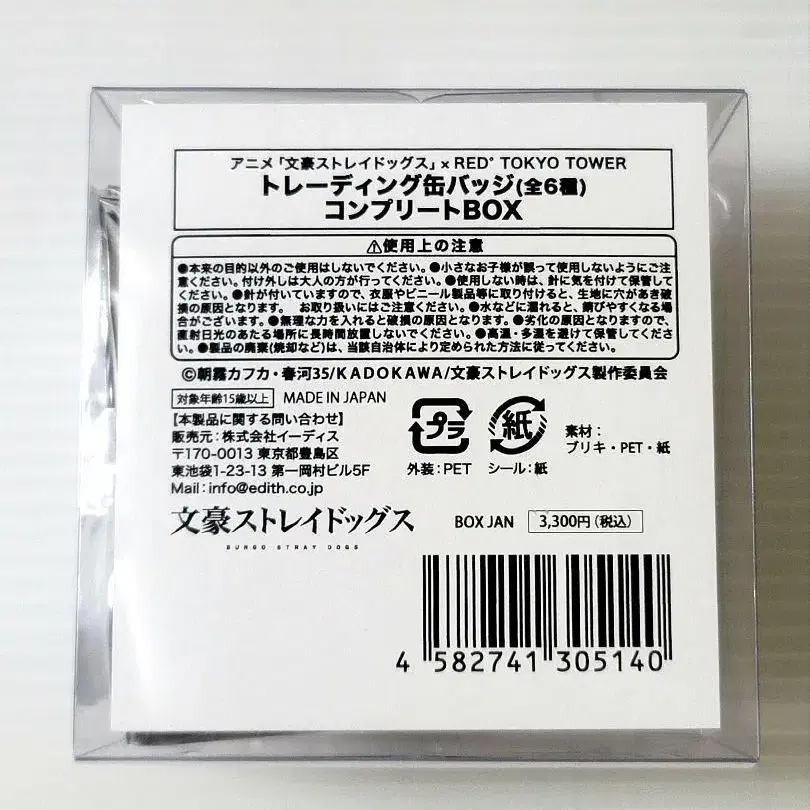 アニメ「文豪ストレイドッグス」× RED° TOKYO TOWER
トレーディング缶バッジ(全6種)
コンプリートBOX
⚠使用上の注意
●本来の目的以外のご使用はしないでください。●小さなお子様が誤って使用しないようにご注
意ください。付け外しは大人の方が行ってください。●使用しない時は、針に気を付けて保管して
ください。●針が付いていますので、衣服やビニール製品等に取り付けると、生地に穴があき破
損の原因となります。 お取り扱いにはご注意ください。●水などに濡れると、錆びやすくなる場
合がございます。●無理な力を入れると破損の原因となります。●劣化の原因となりますので、
直射日光のあたる場所に長時間放置しないでください。●高温・多湿を避けて保管してくださ
い。●製品の廃棄(焼却など)は、当該自治体により定められた方法に従ってください。
©朝霧カフカ・春河35/KADOKAWA/文豪ストレイドッグス製作委員会
対象年齢15歳以上 MADE IN JAPAN
【本製品に関する問い合わせ】
販売元：株式会社イーディス
〒170-0013 東京都豊島区
東池袋1-23-13 第一岡村ビル5F
Mail：info@edith.co.jp
プラ
外装：PET
紙
シール：紙
素材：
ブリキ・PET・紙
文豪ストレイドッグス
BUNGO STRAY DOGS
BOX JAN 3,300円(税込)
4 582741 305140